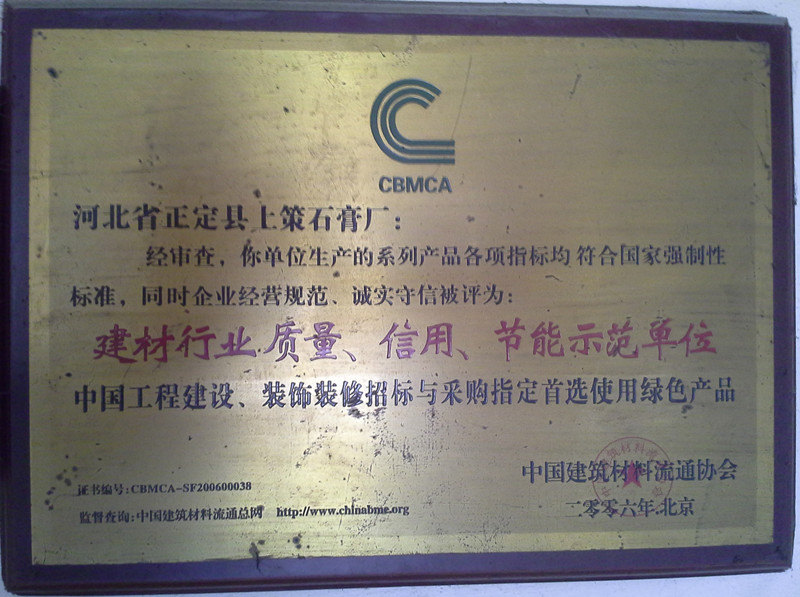 CBMCA
河北省正定县上策石膏厂：
经审查，你单位生产的系列产品各项指标均符合国家强制性
标准，同时企业经营规范、诚实守信被评为：
建材行业质量、信用、节能示范单位
中国工程建设、装饰装修招标与采购指定首选使用绿色产品
中国建筑材料流通协会
二零零六年.北京
证书编号：CBMCA-SF200600038
监督查询：中国建筑材料流通总网 http://www.chinabme.org